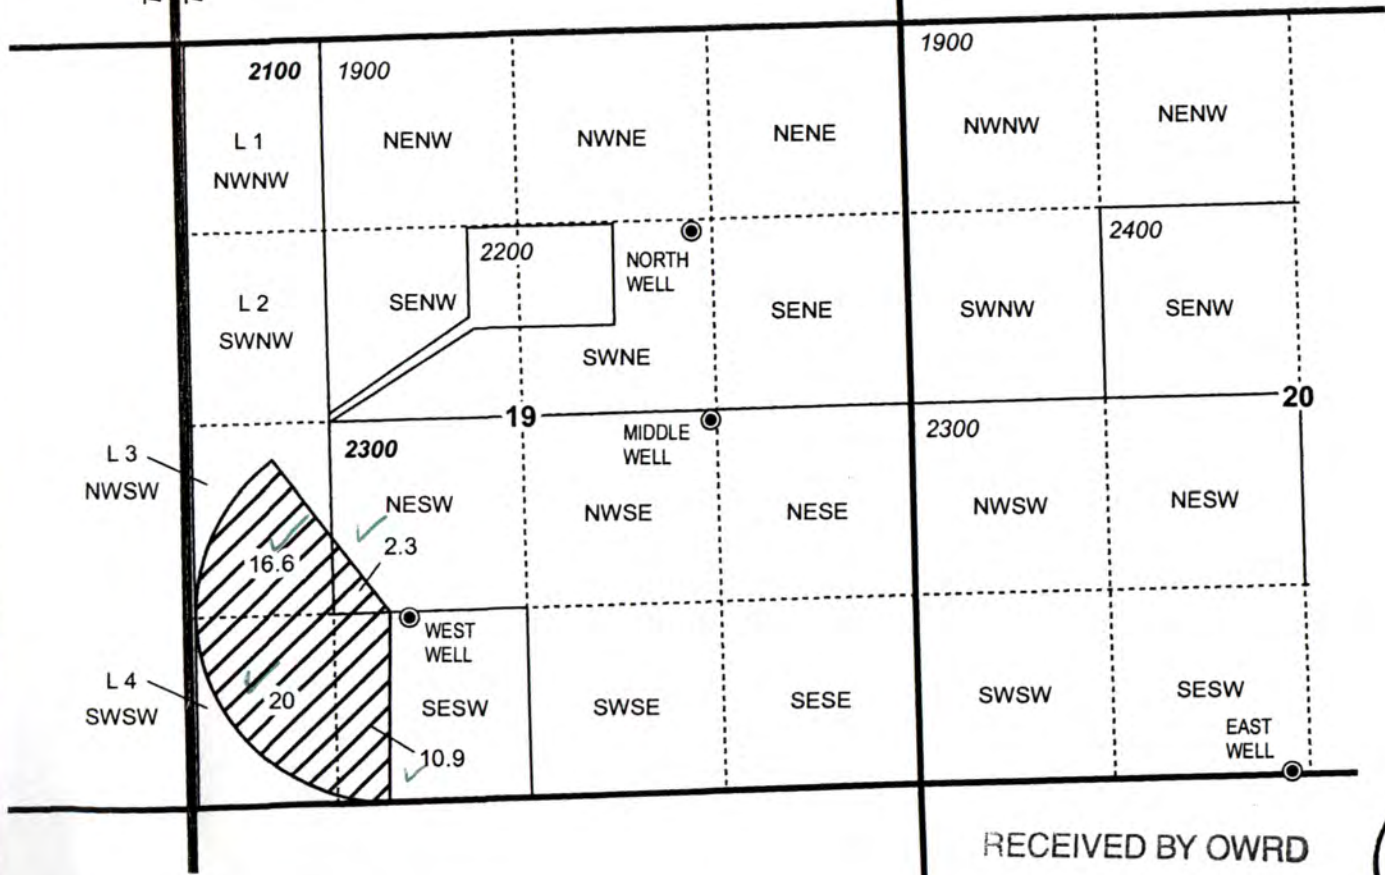 2100
1900
1900
L 1
NWNW
NENW
NWNE
NENE
NWNW
NENW
2200
2400
NORTH
WELL
L 2
SWNW
SENW
SENE
SWNW
SENW
SWNE
19
20
MIDDLE
WELL
2300
2300
L 3
NWSW
NESW
NWSE
NESE
NWSW
NESW
16.6
2.3
WEST
WELL
L 4
SWSW
20
SESW
SWSE
SESE
SWSW
SESW
10.9
EAST
WELL
RECEIVED BY OWRD